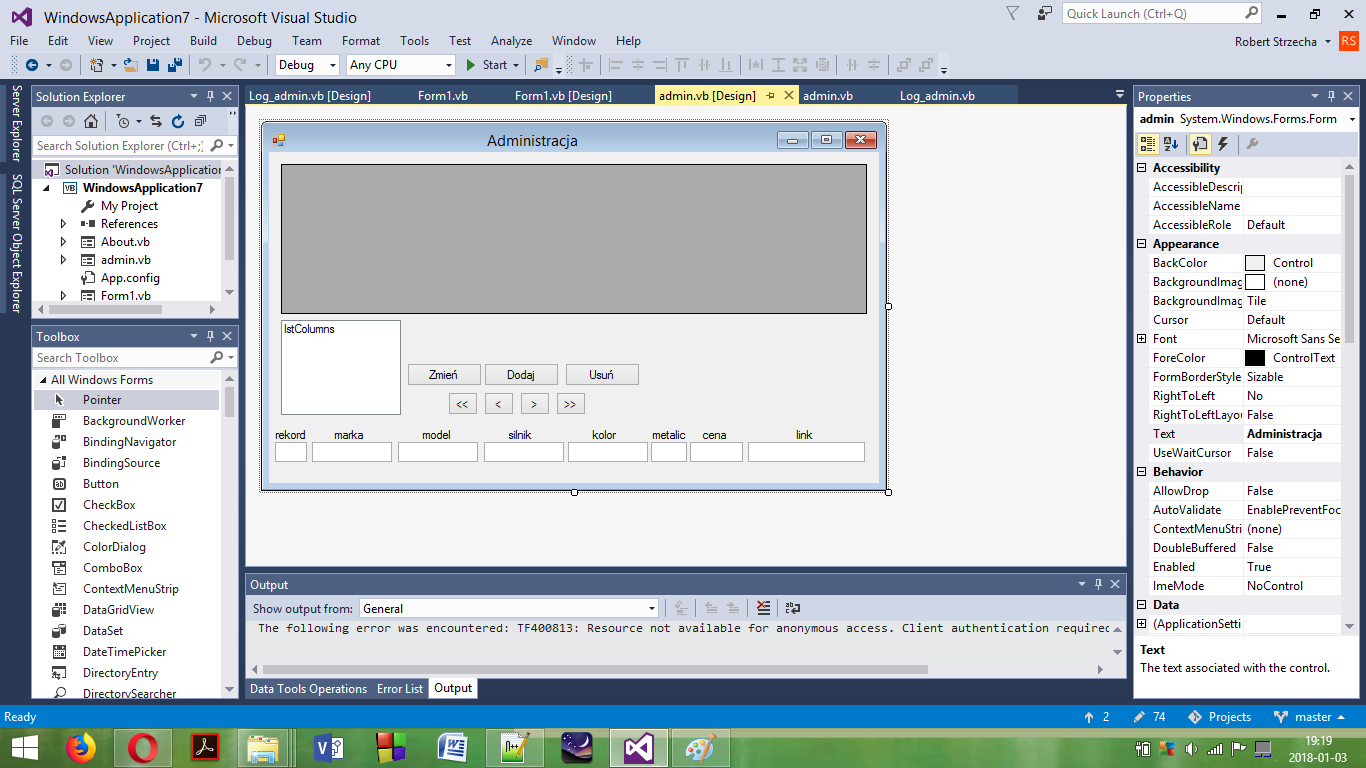 WindowsApplication7 - Microsoft Visual Studio
Quick Launch (Ctrl+Q)
File Edit View Project Build Debug Team Format Tools Test Analyze Window Help
Robert Strzecha RS
Debug Any CPU Start
Server Explorer
SQL Server Object Explorer
Solution Explorer
Search Solution Explorer (Ctrl+;)
Solution 'WindowsApplication
VB WindowsApplication7
My Project
References
About.vb
admin.vb
App.config
Form1.vb
Toolbox
Search Toolbox
All Windows Forms
Pointer
BackgroundWorker
BindingNavigator
BindingSource
Button
CheckBox
CheckedListBox
ColorDialog
ComboBox
ContextMenuStrip
DataGridView
DataSet
DateTimePicker
DirectoryEntry
DirectorySearcher
Log_admin.vb [Design] Form1.vb Form1.vb [Design] admin.vb [Design] admin.vb Log_admin.vb
Administracja
lstColumns
Zmień Dodaj Usuń
<< < > >>
rekord marka model silnik kolor metalic cena link
Output
Show output from: General
The following error was encountered: TF400813: Resource not available for anonymous access. Client authentication required
Data Tools Operations Error List Output
Properties
admin System.Windows.Forms.Form
Accessibility
AccessibleDescrip
AccessibleName
AccessibleRole Default
Appearance
BackColor Control
BackgroundImag (none)
BackgroundImag Tile
Cursor Default
Font Microsoft Sans Se
ForeColor ControlText
FormBorderStyle Sizable
RightToLeft No
RightToLeftLayou False
Text Administracja
UseWaitCursor False
Behavior
AllowDrop False
AutoValidate EnablePreventFoc
ContextMenuStri (none)
DoubleBuffered False
Enabled True
ImeMode NoControl
Data
(ApplicationSetti
Text
The text associated with the control.
Ready
2 74 Projects master
19:19
2018-01-03